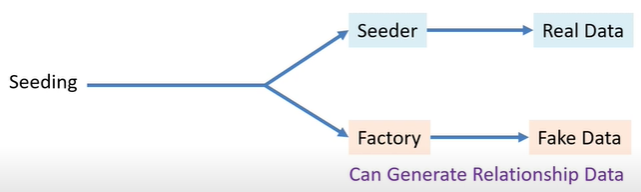 Seeder
Real Data
Seeding
Factory
Fake Data
Can Generate Relationship Data